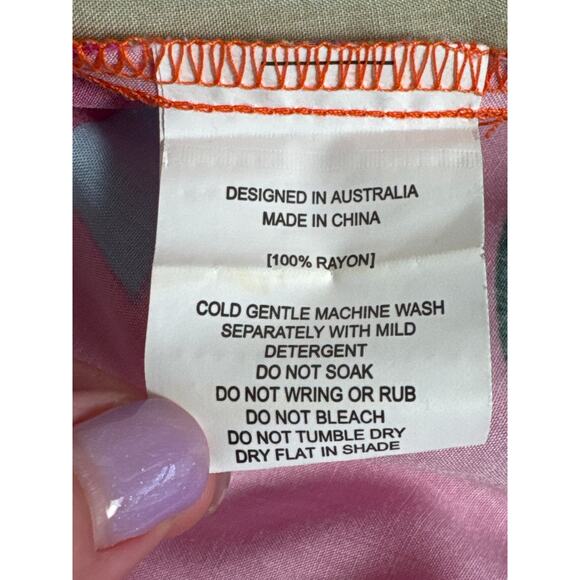 DESIGNED IN AUSTRALIA
MADE IN CHINA
[100% RAYON]
COLD GENTLE MACHINE WASH
SEPARATELY WITH MILD
DETERGENT
DO NOT SOAK
DO NOT WRING OR RUB
DO NOT BLEACH
DO NOT TUMBLE DRY
DRY FLAT IN SHADE